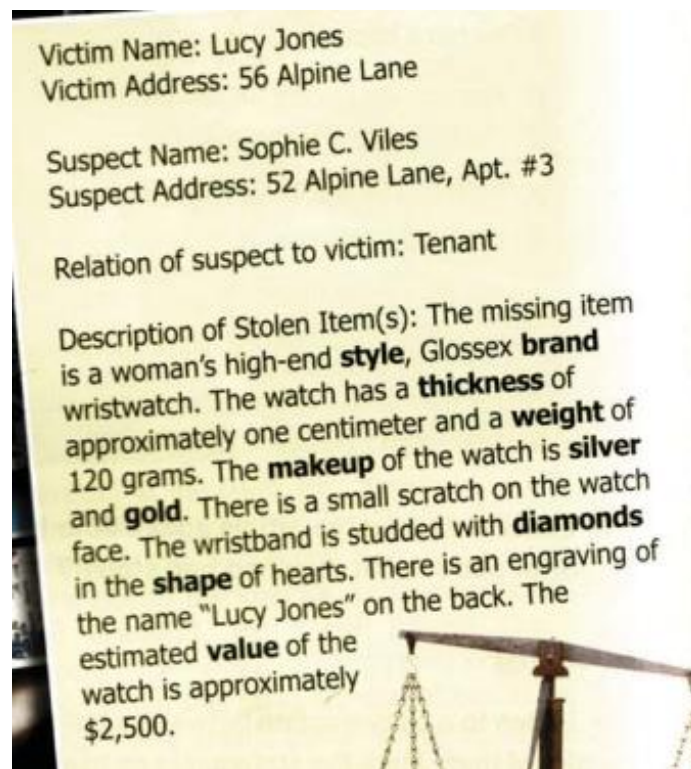 Victim Name: Lucy Jones
Victim Address: 56 Alpine Lane
Suspect Name: Sophie C. Viles
Suspect Address: 52 Alpine Lane, Apt. #3
Relation of suspect to victim: Tenant
Description of Stolen Item(s): The missing item
is a woman's high-end style, Glossex brand
wristwatch. The watch has a thickness of
approximately one centimeter and a weight of
120 grams. The makeup of the watch is silver
and gold. There is a small scratch on the watch
face. The wristband is studded with diamonds
in the shape of hearts. There is an engraving of
the name “Lucy Jones” on the back. The
estimated value of the
watch is approximately
$2,500.